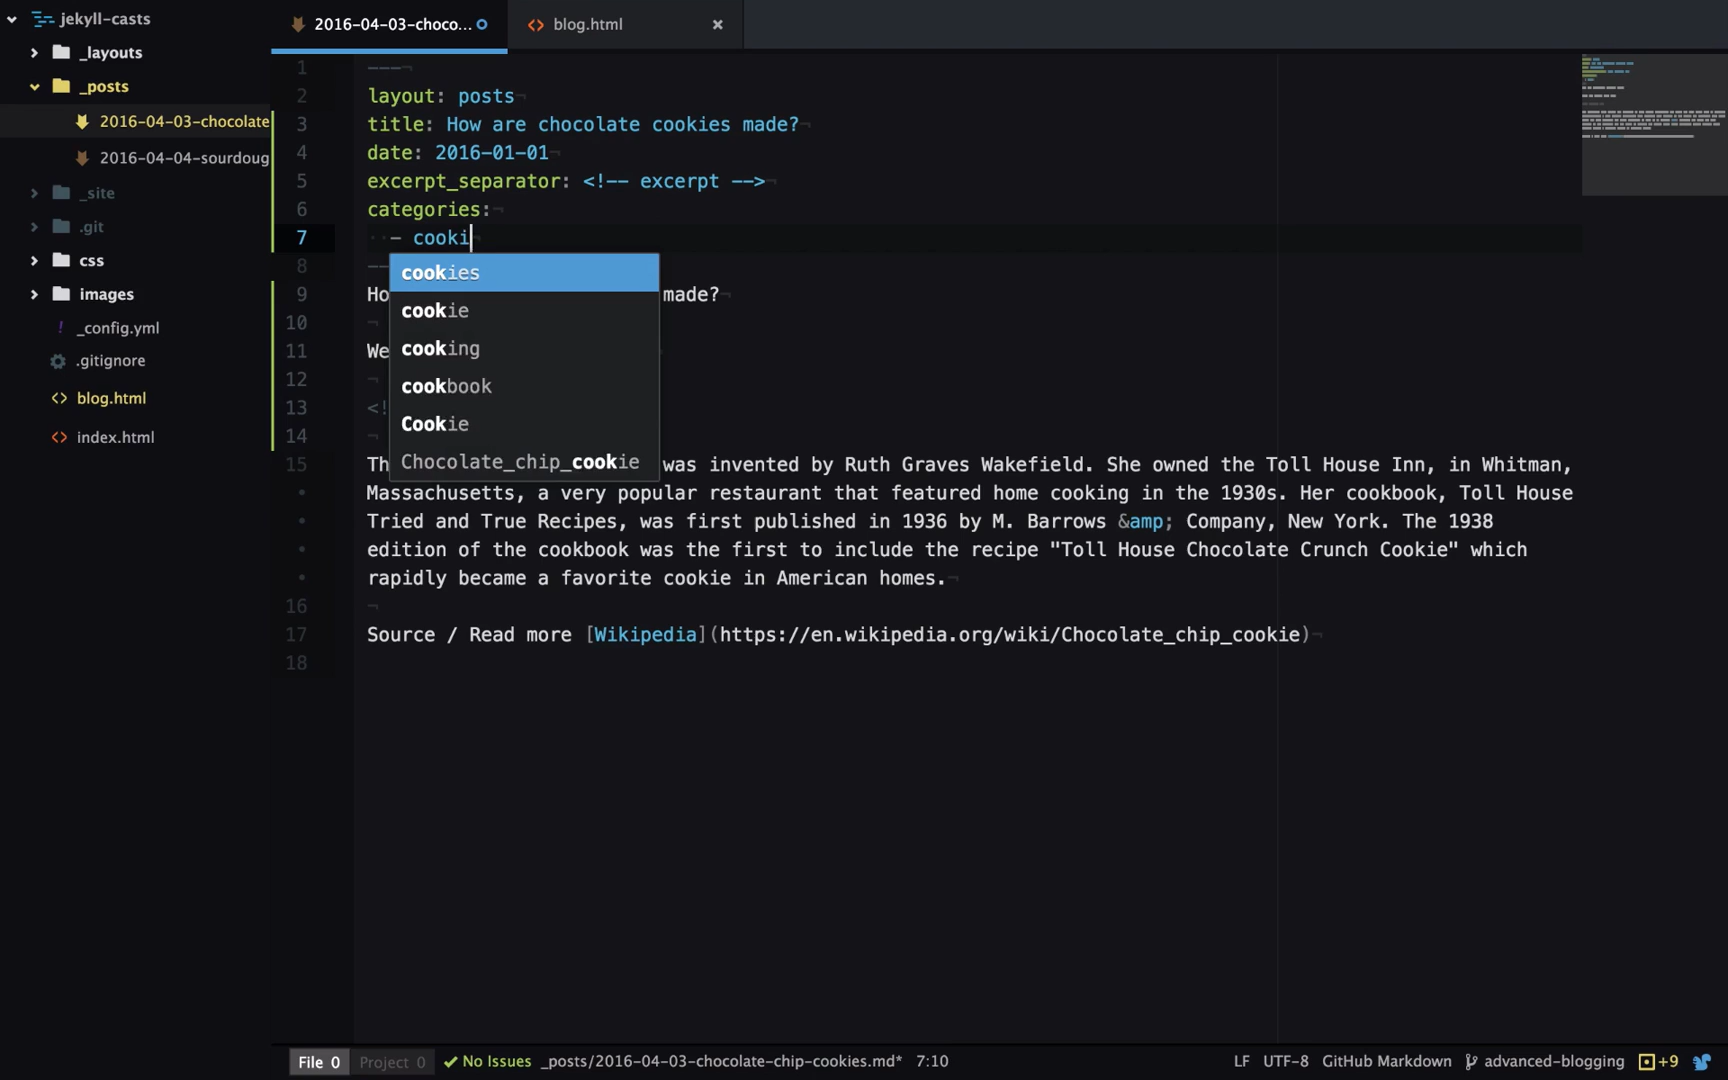 jekyll-casts
_layouts
_posts
2016-04-03-chocolate
2016-04-04-sourdoug
_site
.git
css
images
_config.yml
.gitignore
blog.html
index.html
2016-04-03-choco...
blog.html
1 ---
2 layout: posts
3 title: How are chocolate cookies made?
4 date: 2016-01-01
5 excerpt_separator: <!-- excerpt -->
6 categories:
7 - cooki
8 --
cookies
cookie
cooking
cookbook
Cookie
Chocolate_chip_cookie
9 Ho made?
10
11 We
12
13 <!
14
15 Th was invented by Ruth Graves Wakefield. She owned the Toll House Inn, in Whitman,
Massachusetts, a very popular restaurant that featured home cooking in the 1930s. Her cookbook, Toll House
Tried and True Recipes, was first published in 1936 by M. Barrows &amp; Company, New York. The 1938
edition of the cookbook was the first to include the recipe "Toll House Chocolate Crunch Cookie" which
rapidly became a favorite cookie in American homes.
16
17 Source / Read more [Wikipedia](https://en.wikipedia.org/wiki/Chocolate_chip_cookie)
18
File 0 Project 0 No Issues _posts/2016-04-03-chocolate-chip-cookies.md* 7:10 LF UTF-8 GitHub Markdown advanced-blogging +9